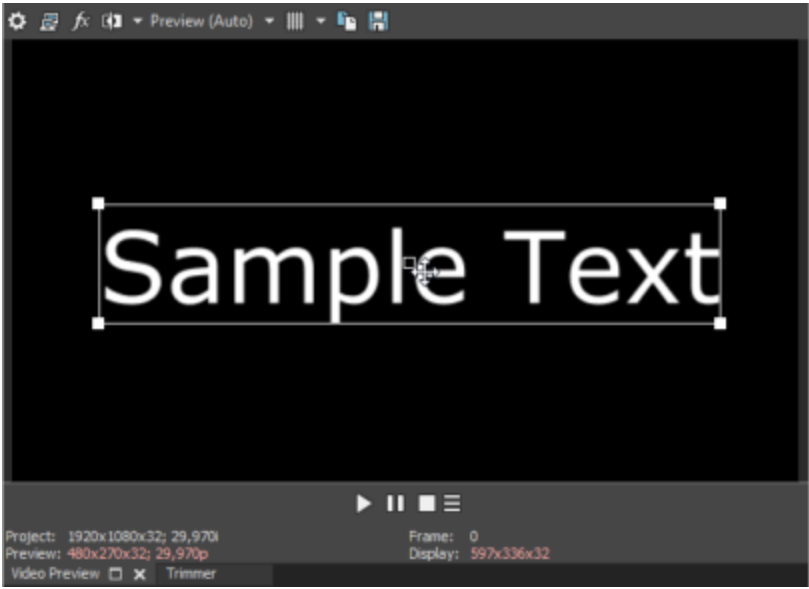 fx Preview (Auto)
Sample Text
Project: 1920x1080x32; 29,970i Frame: 0
Preview: 480x270x32; 29,970p Display: 597x336x32
Video Preview Trimmer